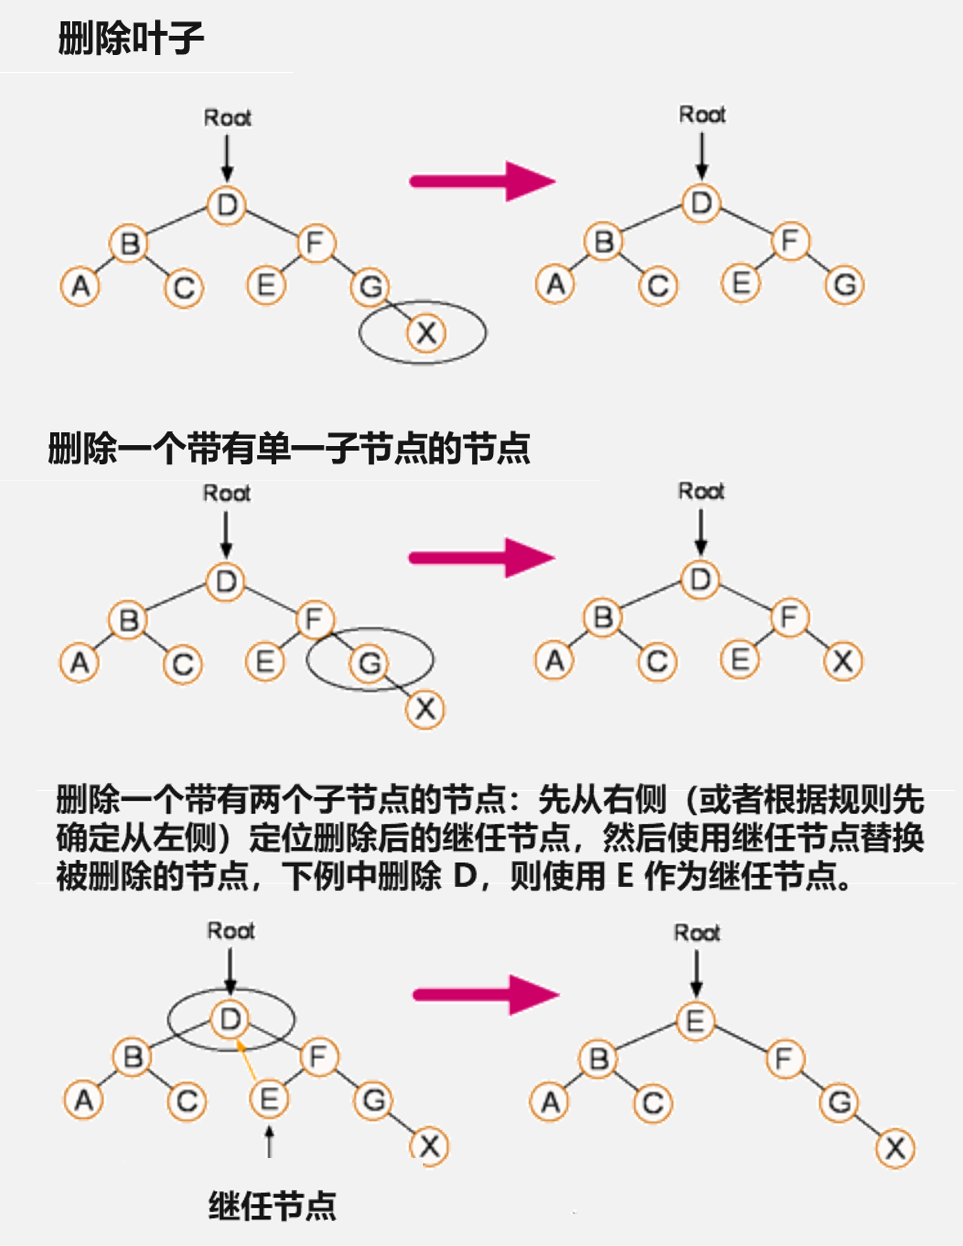 删除叶子
Root
Root
D
D
B
F
B
F
A
C
E
G
A
C
E
G
X
删除一个带有单一子节点的节点
Root
Root
D
D
B
F
B
F
A
C
E
G
A
C
E
X
X
删除一个带有两个子节点的节点：先从右侧（或者根据规则先
确定从左侧）定位删除后的继任节点，然后使用继任节点替换
被删除的节点，下例中删除 D，则使用 E 作为继任节点。
Root
Root
D
E
B
F
B
F
A
C
E
G
A
C
G
X
X
继任节点